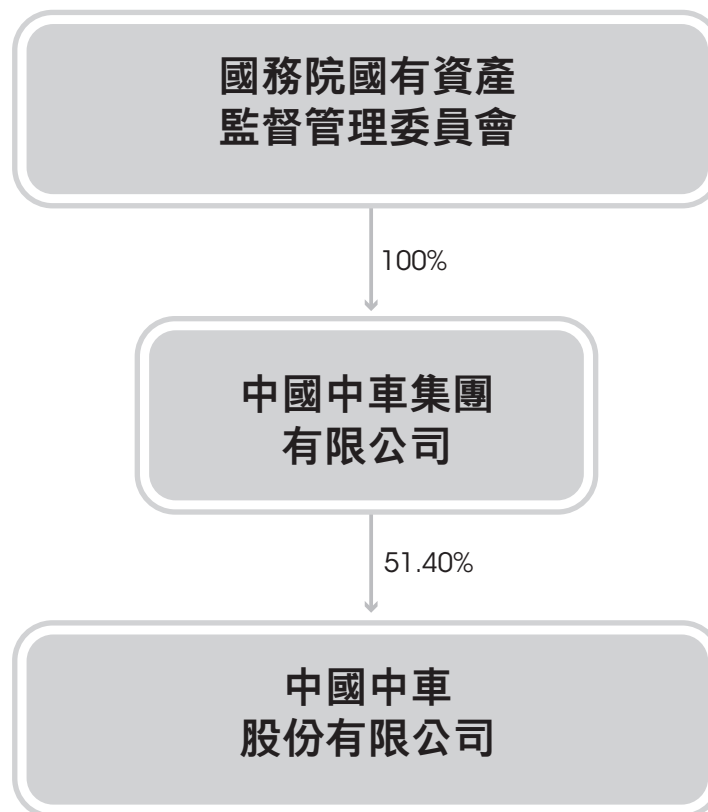 國務院國有資產
監督管理委員會
100%
中國中車集團
有限公司
51.40%
中國中車
股份有限公司